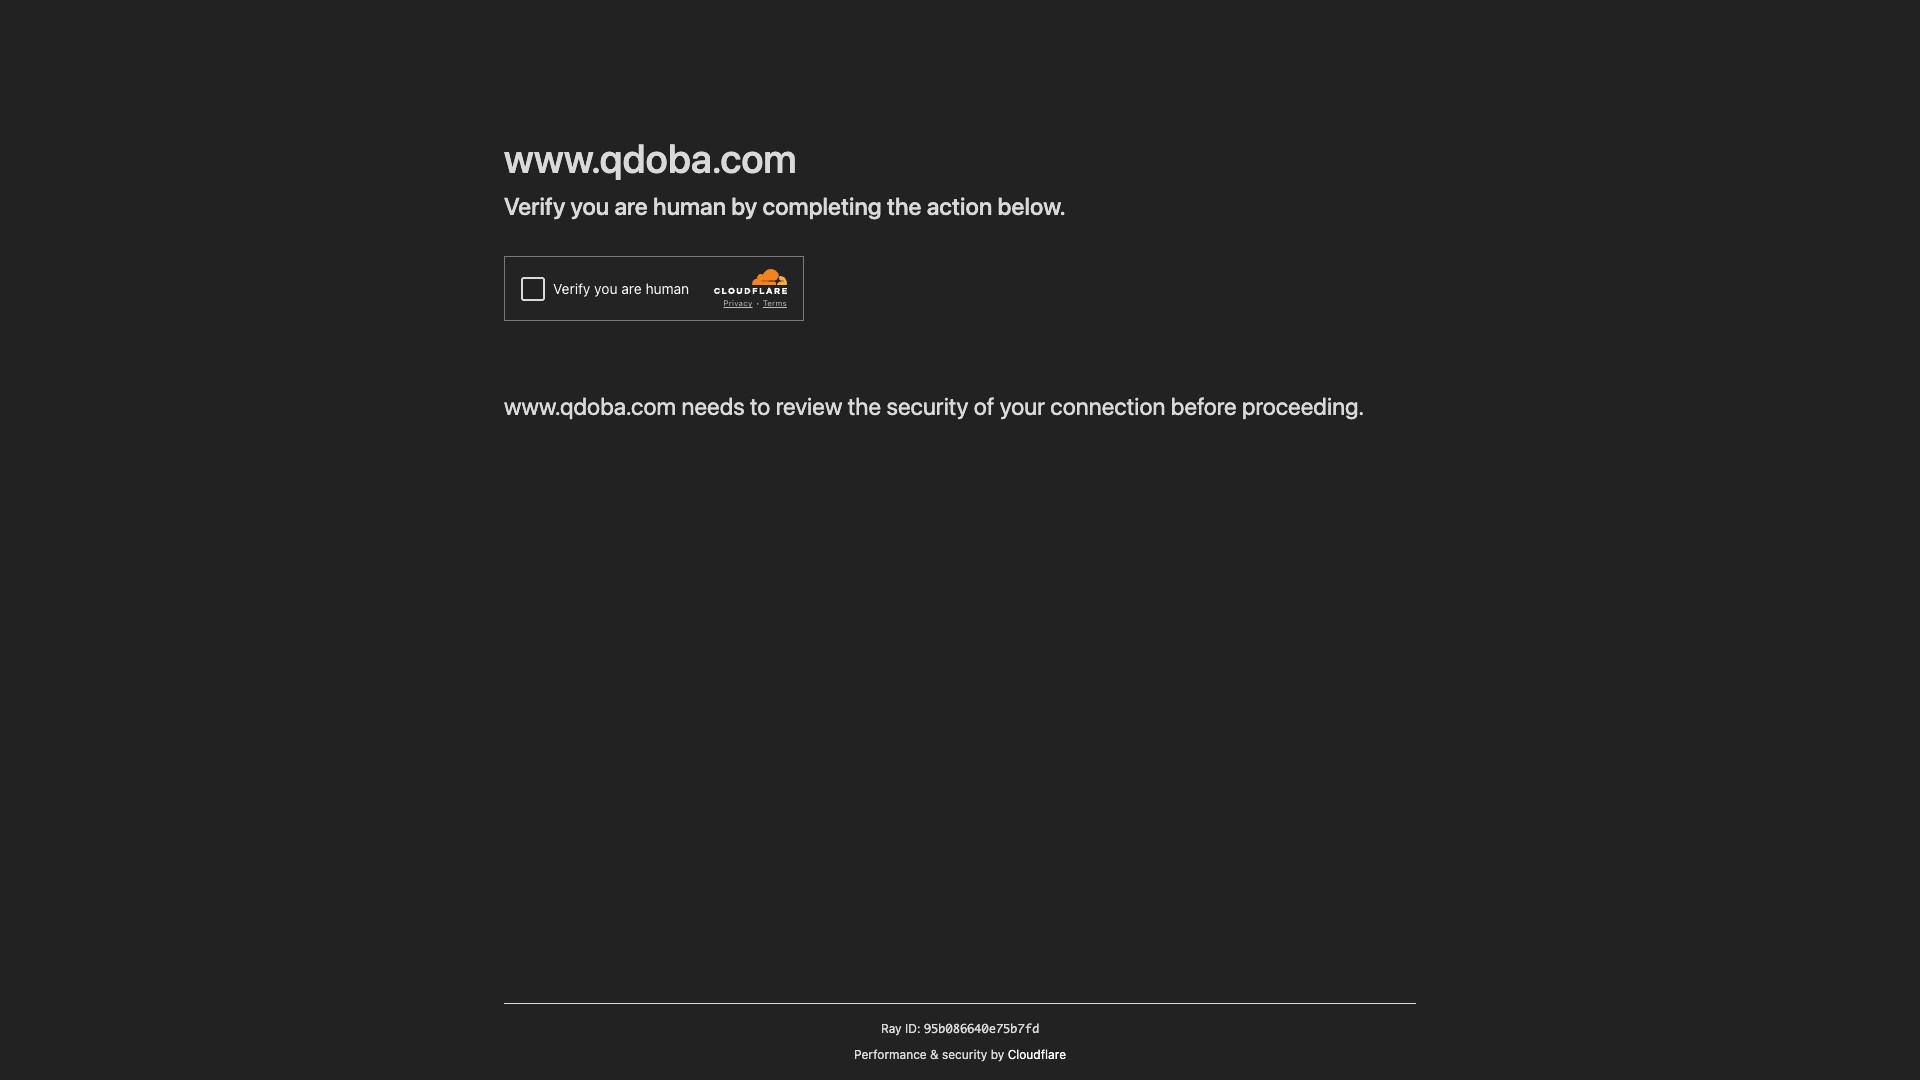 www.qdoba.com
Verify you are human by completing the action below.
Verify you are human
CLOUDFLARE
Privacy • Terms
www.qdoba.com needs to review the security of your connection before proceeding.
Ray ID: 95b086640e75b7fd
Performance & security by Cloudflare